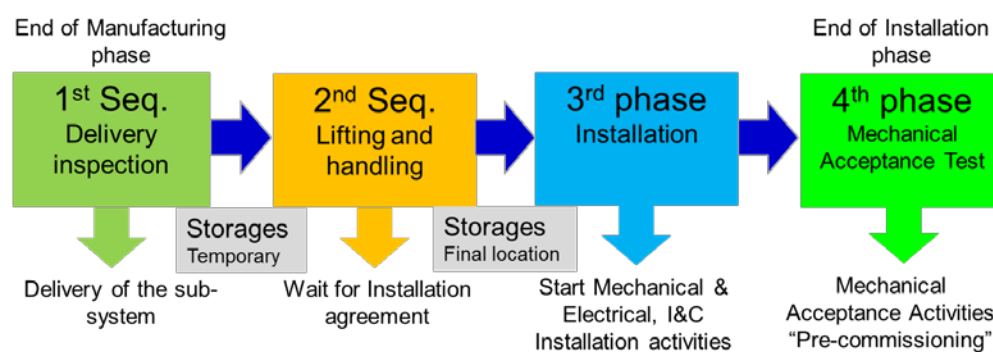 End of Manufacturing
phase
1st Seq.
Delivery
inspection
2nd Seq.
Lifting and
handling
3rd phase
Installation
End of Installation
phase
4th phase
Mechanical
Acceptance Test
Storages
Temporary
Storages
Final location
Delivery of the sub-
system
Wait for Installation
agreement
Start Mechanical &
Electrical, I&C
Installation activities
Mechanical
Acceptance Activities
“Pre-commissioning”